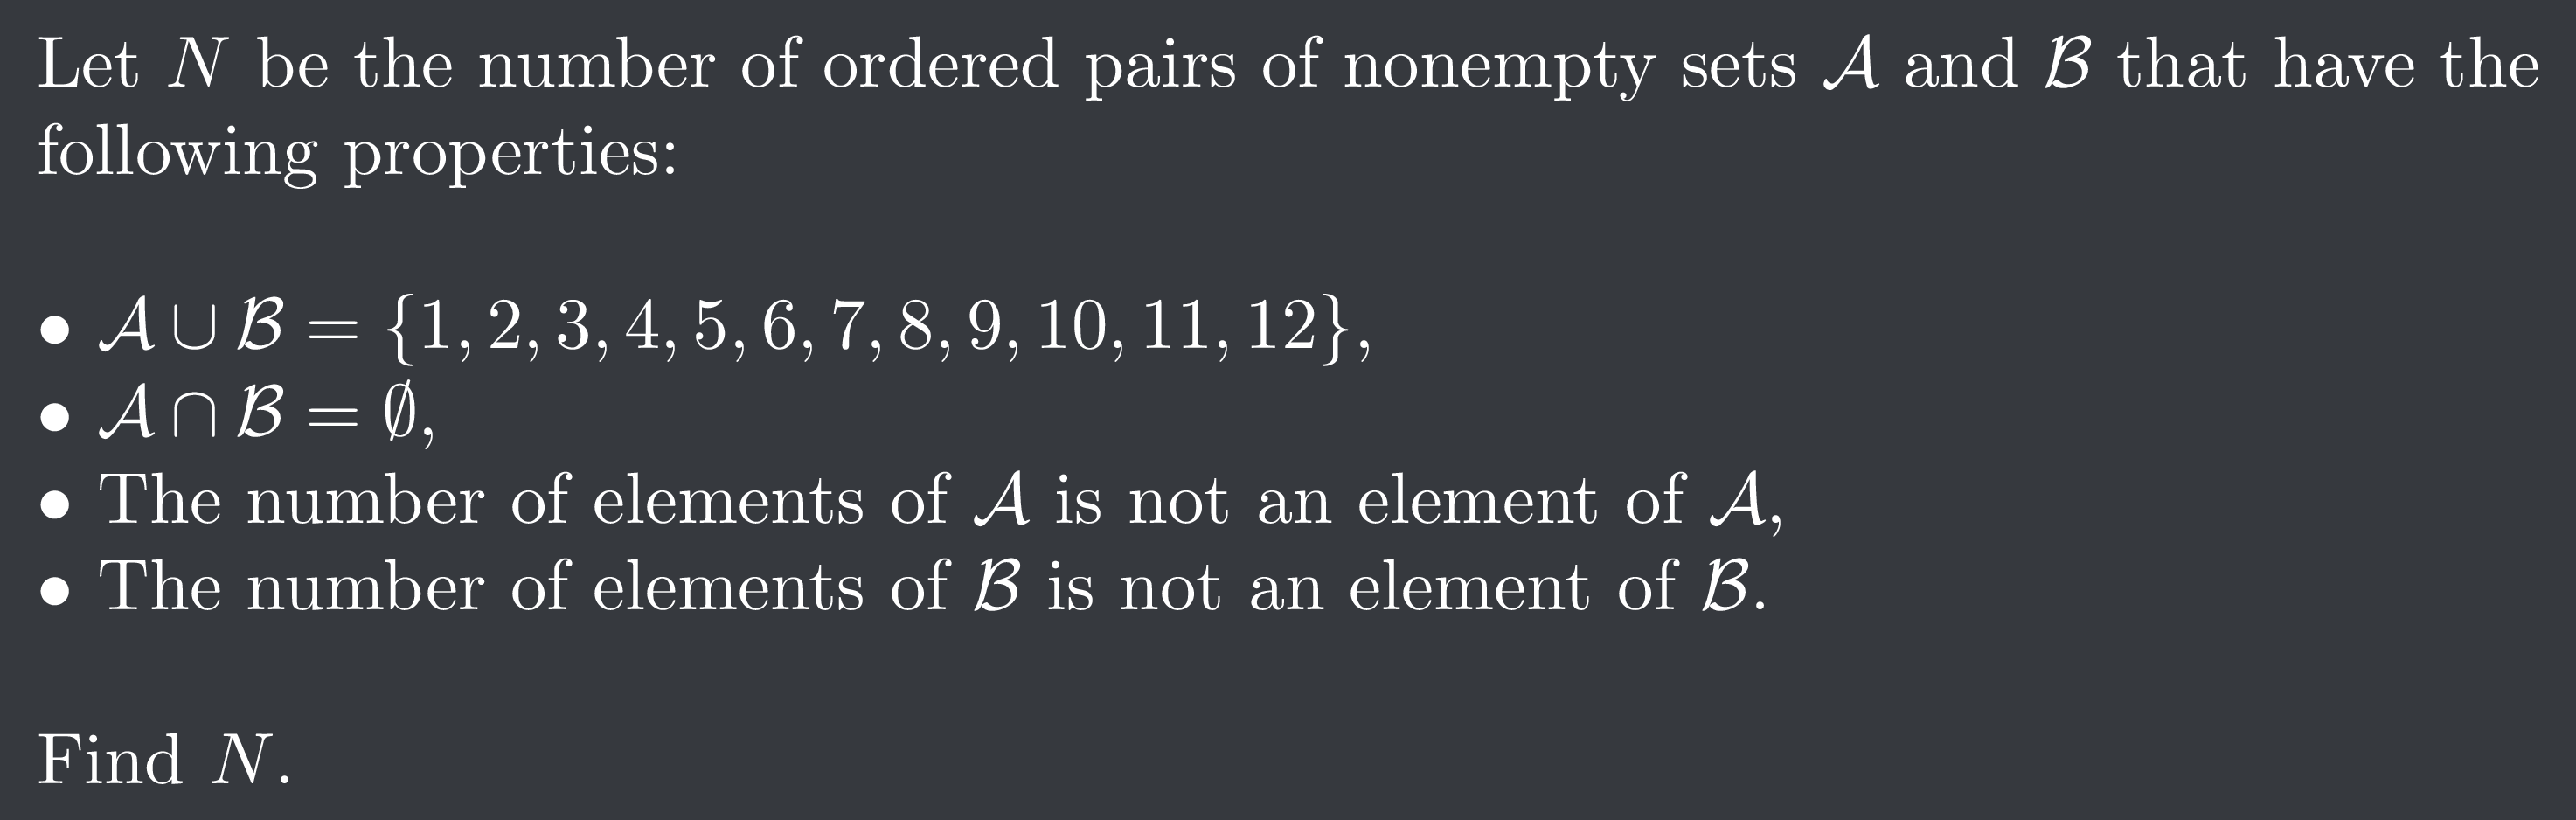 Let N be the number of ordered pairs of nonempty sets 𝒜 and ℬ that have the
following properties:
• 𝒜 ∪ ℬ = {1, 2, 3, 4, 5, 6, 7, 8, 9, 10, 11, 12},
• 𝒜 ∩ ℬ = ∅,
• The number of elements of 𝒜 is not an element of 𝒜,
• The number of elements of ℬ is not an element of ℬ.
Find N.